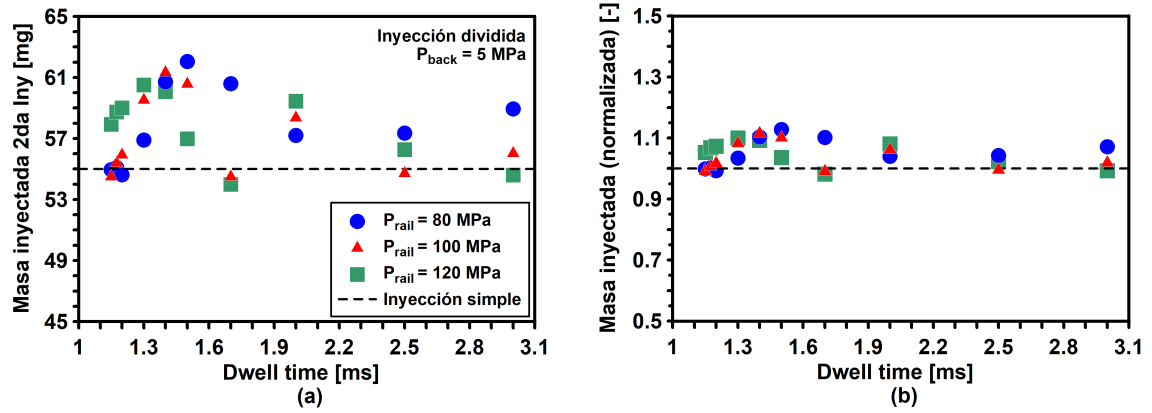 65
61
57
53
49
45
Masa inyectada 2da Iny [mg]
Inyección dividida
Pback = 5 MPa
Prail = 80 MPa
Prail = 100 MPa
Prail = 120 MPa
Inyección simple
1 1.3 1.6 1.9 2.2 2.5 2.8 3.1
Dwell time [ms]
(a)
1.5
1.3
1.1
0.9
0.7
0.5
Masa inyectada (normalizada) [-]
1 1.3 1.6 1.9 2.2 2.5 2.8 3.1
Dwell time [ms]
(b)